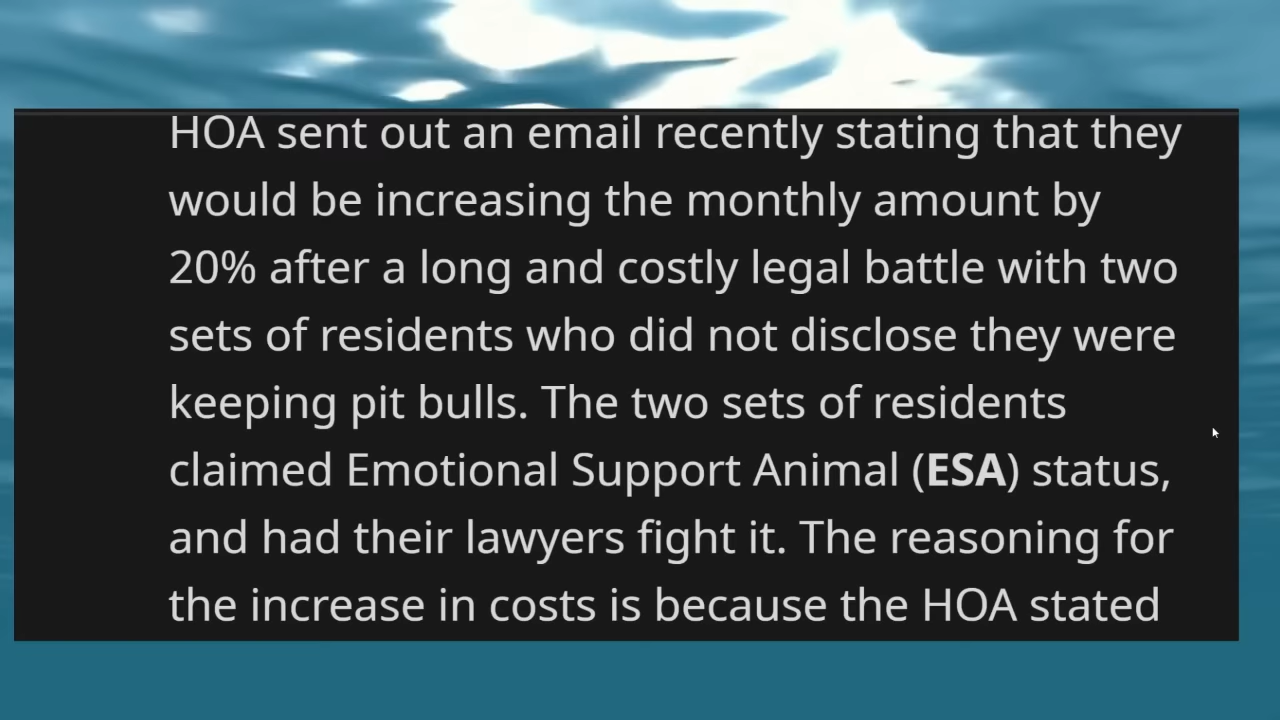 HOA sent out an email recently stating that they
would be increasing the monthly amount by
20% after a long and costly legal battle with two
sets of residents who did not disclose they were
keeping pit bulls. The two sets of residents
claimed Emotional Support Animal (ESA) status,
and had their lawyers fight it. The reasoning for
the increase in costs is because the HOA stated